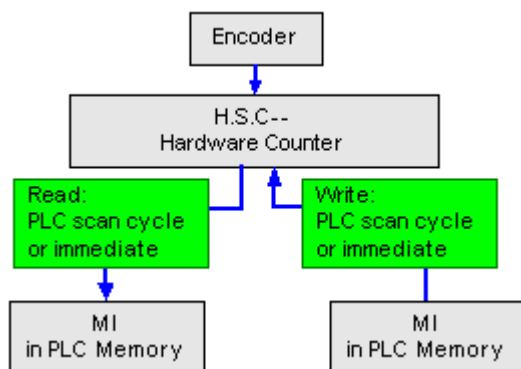 Encoder
H.S.C--
Hardware Counter
Read:
PLC scan cycle
or immediate
Write:
PLC scan cycle
or immediate
MI
in PLC Memory
MI
in PLC Memory